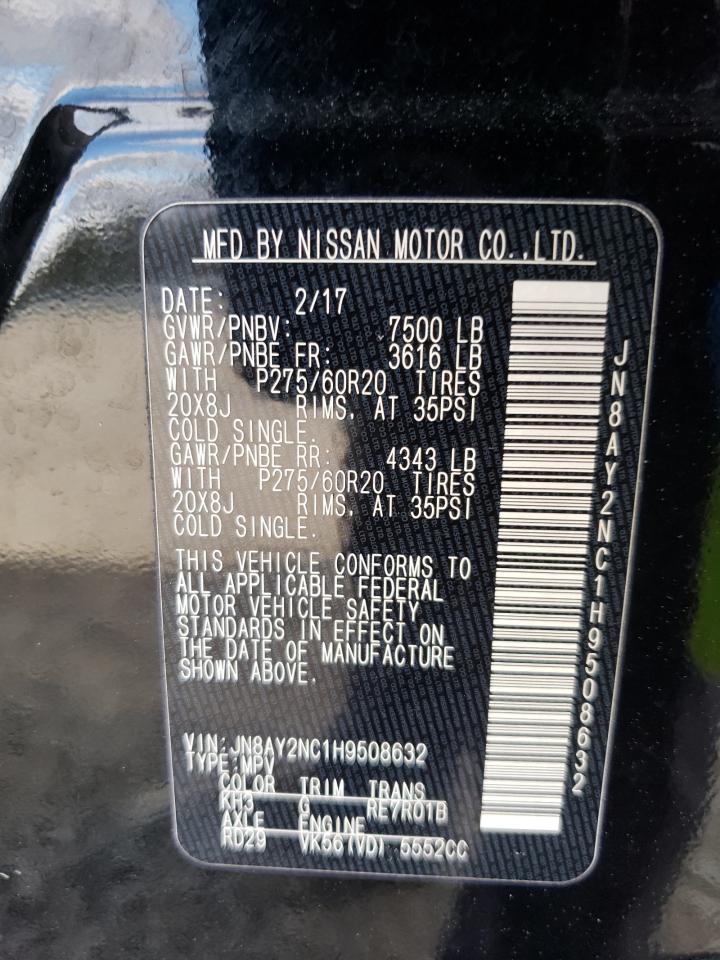 MFD BY NISSAN MOTOR CO.,LTD.
DATE: 2/17
GVWR/PNBV: 7500 LB
GAWR/PNBE FR: 3616 LB
WITH P275/60R20 TIRES
20X8J RIMS, AT 35PSI
COLD SINGLE.
GAWR/PNBE RR: 4343 LB
WITH P275/60R20 TIRES
20X8J RIMS, AT 35PSI
COLD SINGLE.
THIS VEHICLE CONFORMS TO
ALL APPLICABLE FEDERAL
MOTOR VEHICLE SAFETY
STANDARDS IN EFFECT ON
THE DATE OF MANUFACTURE
SHOWN ABOVE.
VIN:JN8AY2NC1H9508632
TYPE:MPV
COLOR TRIM TRANS
KH3 G RE7R01B
AXLE ENGINE
RD29 VK56(VD) 5552CC
JN8AY2NC1H9508632